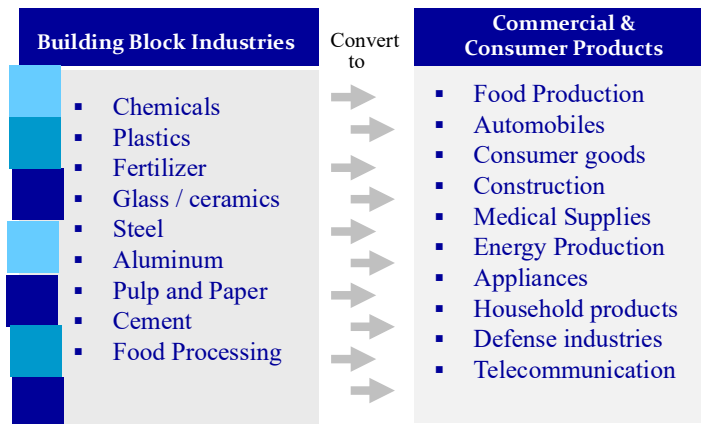 Building Block Industries
▪ Chemicals
▪ Plastics
▪ Fertilizer
▪ Glass / ceramics
▪ Steel
▪ Aluminum
▪ Pulp and Paper
▪ Cement
▪ Food Processing
Convert
to
Commercial &
Consumer Products
▪ Food Production
▪ Automobiles
▪ Consumer goods
▪ Construction
▪ Medical Supplies
▪ Energy Production
▪ Appliances
▪ Household products
▪ Defense industries
▪ Telecommunication